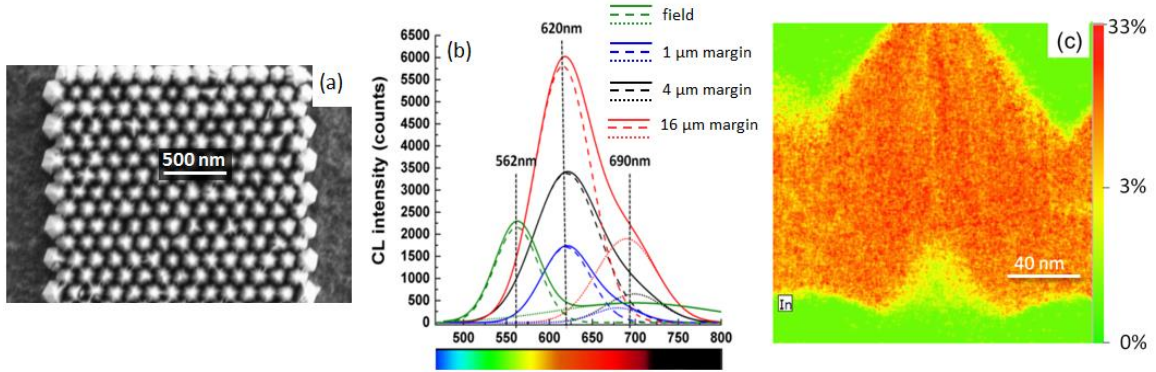 (a)
500 nm
(b)
620nm
562nm
690nm
field
1 µm margin
4 µm margin
16 µm margin
CL intensity (counts)
6500
6000
5500
5000
4500
4000
3500
3000
2500
2000
1500
1000
500
0
500
550
600
650
700
750
800
(c)
33%
3%
0%
40 nm
In